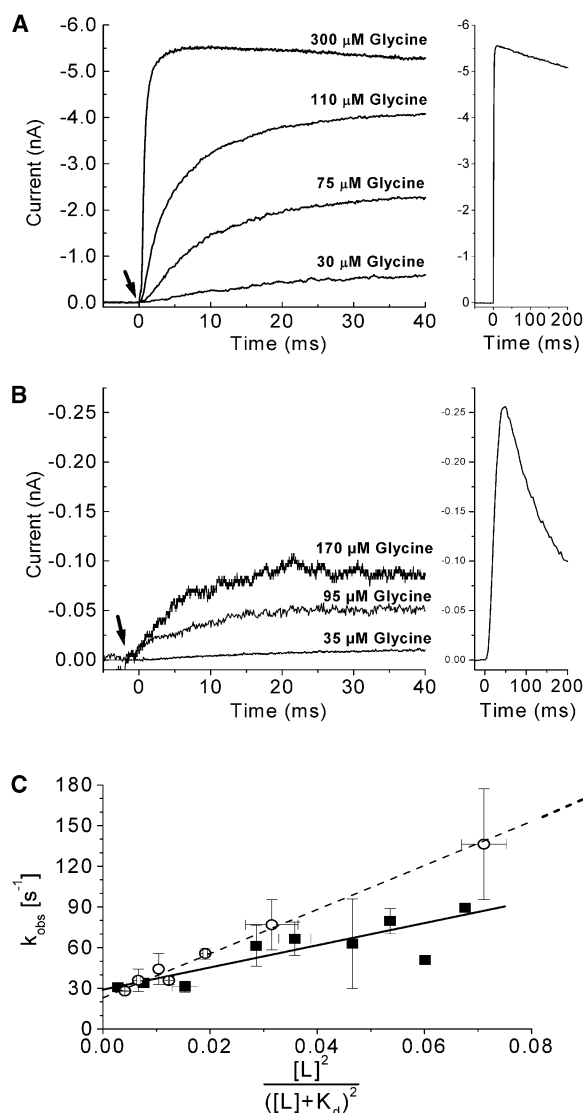 A
-6.0
-5.0
-4.0
-3.0
-2.0
-1.0
0.0
Current (nA)
300 μM Glycine
110 μM Glycine
75 μM Glycine
30 μM Glycine
0 10 20 30 40
Time (ms)
-6
-5
-4
-3
-2
-1
0
0 100 200
Time (ms)
B
-0.25
-0.20
-0.15
-0.10
-0.05
0.00
Current (nA)
170 μM Glycine
95 μM Glycine
35 μM Glycine
0 10 20 30 40
Time (ms)
-0.25
-0.20
-0.15
-0.10
-0.05
0.00
0 100 200
Time (ms)
C
180
150
120
90
60
30
0
k_obs [s⁻¹]
0.00 0.02 0.04 0.06 0.08
[L]²
([L]+K_d)²